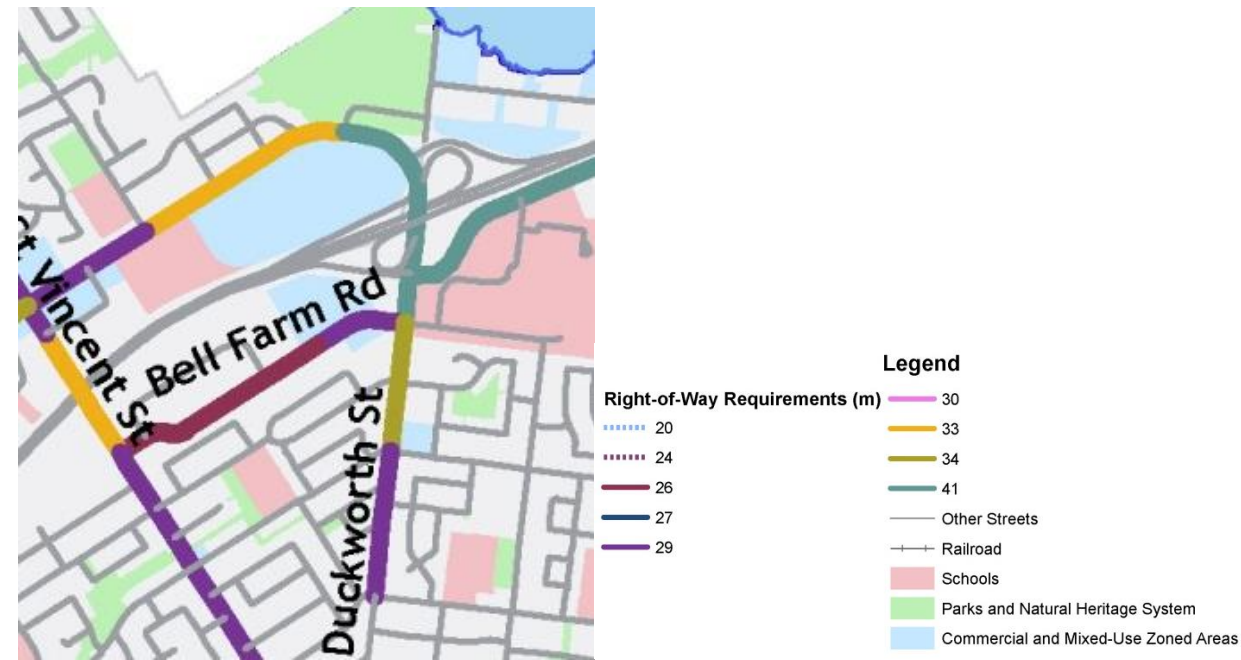 St Vincent St
Bell Farm Rd
Duckworth St
Legend
Right-of-Way Requirements (m)
20
24
26
27
29
30
33
34
41
Other Streets
Railroad
Schools
Parks and Natural Heritage System
Commercial and Mixed-Use Zoned Areas